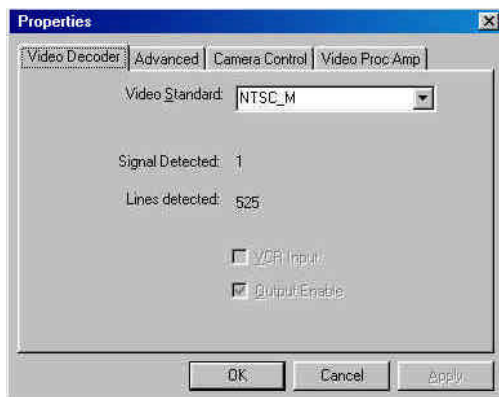 Properties
Video Decoder Advanced Camera Control Video Proc Amp
Video Standard: NTSC_M
Signal Detected: 1
Lines detected: 525
VCR Input
Output Enable
OK Cancel Apply